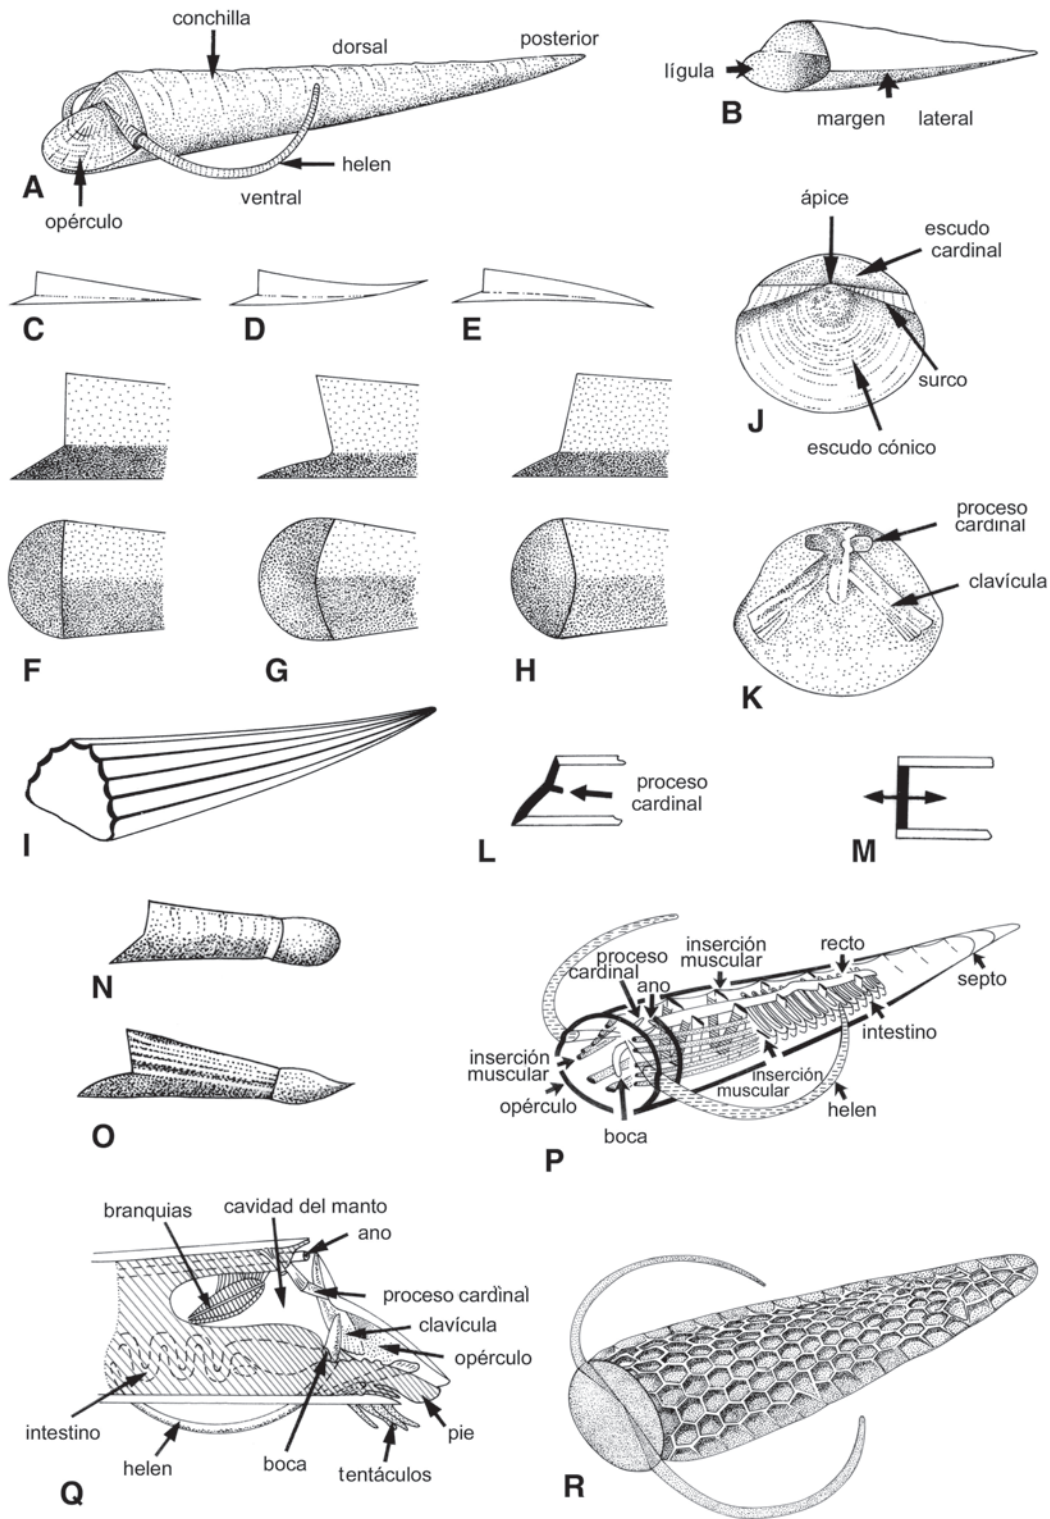 conchilla
dorsal
posterior
helen
ventral
opérculo
A
lígula
B
margen lateral
C
D
E
ápice
escudo
cardinal
surco
escudo cónico
J
F
G
H
proceso
cardinal
clavícula
K
I
proceso
cardinal
L
M
N
O
proceso
cardinal
ano
inserción
muscular
recto
septo
intestino
inserción
muscular
inserción
muscular
opérculo
boca
helen
P
branquias
cavidad del manto
ano
proceso cardinal
clavícula
opérculo
intestino
helen
boca
tentáculos
pie
Q
R